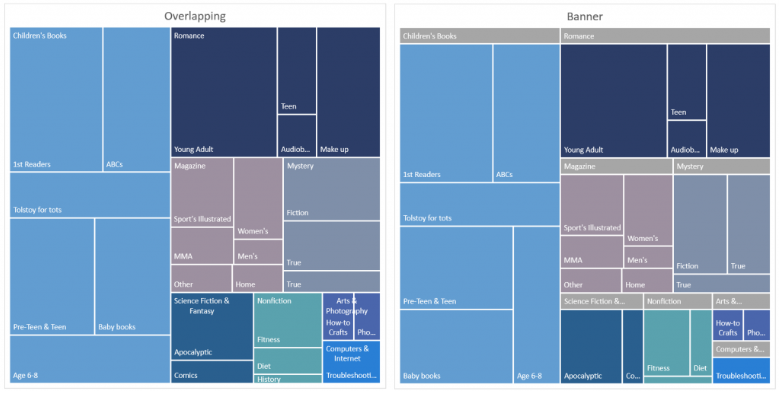 Overlapping
Children's Books
1st Readers
ABCs
Tolstoy for tots
Pre-Teen & Teen
Baby books
Age 6-8
Romance
Young Adult
Teen
Audiob...
Make up
Magazine
Sport's Illustrated
Women's
MMA
Men's
Other
Home
Mystery
Fiction
True
True
Science Fiction &
Fantasy
Apocalyptic
Comics
Nonfiction
Fitness
Diet
History
Arts &
Photography
How-to
Crafts
Pho...
Computers &
Internet
Troubleshooti...
Banner
Children's Books
1st Readers
ABCs
Tolstoy for tots
Pre-Teen & Teen
Baby books
Age 6-8
Romance
Young Adult
Teen
Audiob...
Make up
Magazine
Sport's Illustrated
Women's
MMA
Men's
Other
Home
Mystery
Fiction
True
True
Science Fiction &...
Apocalyptic
Co...
Nonfiction
Fitness
Diet
Arts &...
How-to
Crafts
Pho...
Computers &...
Troubleshooti...